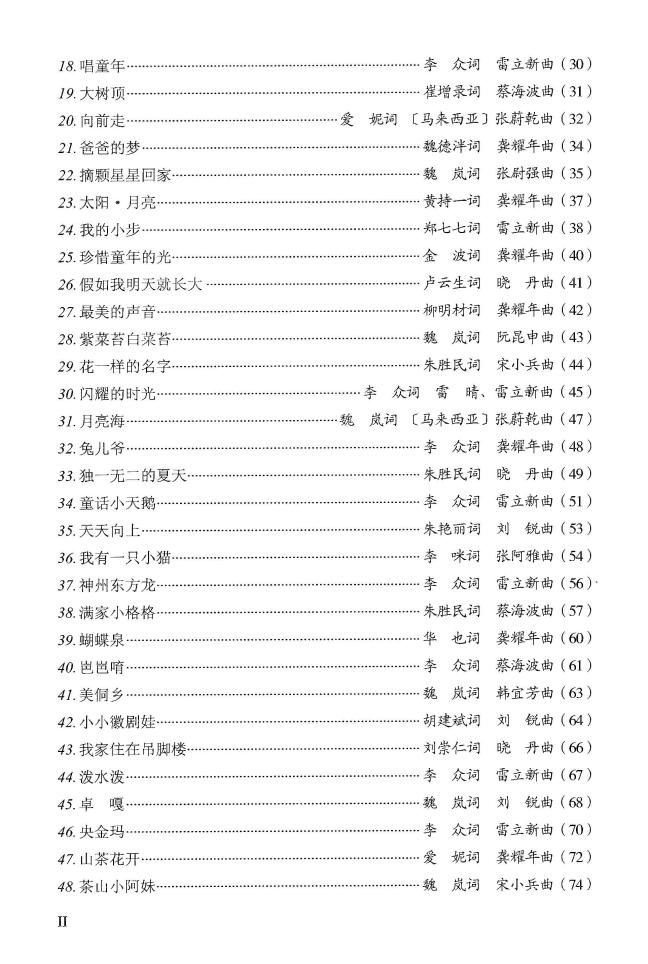 18.唱童年……李　众词　雷立新曲（30）
19.大树顶……崔增录词　蔡海波曲（31）
20.向前走……爱　妮词〔马来西亚〕张蔚乾曲（32）
21.爸爸的梦……魏德泮词　龚耀年曲（34）
22.摘颗星星回家……魏　岚词　张尉强曲（35）
23.太阳·月亮……黄持一词　龚耀年曲（37）
24.我的小步……郑七七词　雷立新曲（38）
25.珍惜童年的光……金　波词　龚耀年曲（40）
26.假如我明天就长大……卢云生词　晓　丹曲（41）
27.最美的声音……柳明材词　龚耀年曲（42）
28.紫菜苔白菜苔……魏　岚词　阮昆申曲（43）
29.花一样的名字……朱胜民词　宋小兵曲（44）
30.闪耀的时光……李　众词　雷　晴、雷立新曲（45）
31.月亮海……魏　岚词〔马来西亚〕张蔚乾曲（47）
32.兔儿爷……李　众词　龚耀年曲（48）
33.独一无二的夏天……朱胜民词　晓　丹曲（49）
34.童话小天鹅……李　众词　雷立新曲（51）
35.天天向上……朱艳丽词　刘　锐曲（53）
36.我有一只小猫……李　咪词　张阿雅曲（54）
37.神州东方龙……李　众词　雷立新曲（56）
38.满家小格格……朱胜民词　蔡海波曲（57）
39.蝴蝶泉……华　也词　龚耀年曲（60）
40.岜岜唷……李　众词　蔡海波曲（61）
41.美侗乡……魏　岚词　韩宜芳曲（63）
42.小小徽剧娃……胡建斌词　刘　锐曲（64）
43.我家住在吊脚楼……刘崇仁词　晓　丹曲（66）
44.泼水泼……李　众词　雷立新曲（67）
45.卓　嘎……魏　岚词　刘　锐曲（68）
46.央金玛……李　众词　雷立新曲（70）
47.山茶花开……爱　妮词　龚耀年曲（72）
48.茶山小阿妹……魏　岚词　宋小兵曲（74）
II